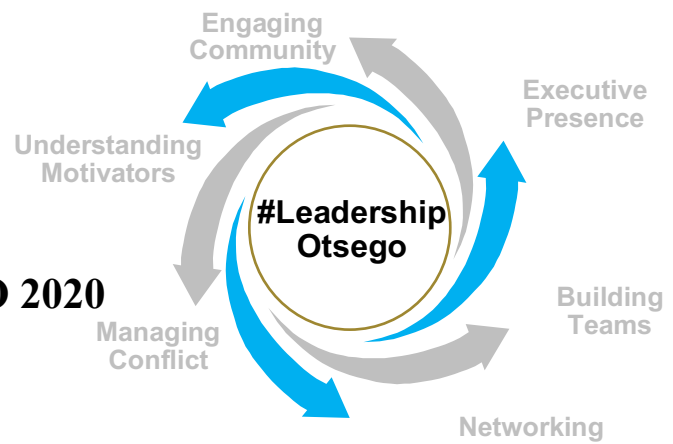 Engaging
Community
Executive
Presence
Understanding
Motivators
#Leadership
Otsego
2020
Building
Teams
Managing
Conflict
Networking